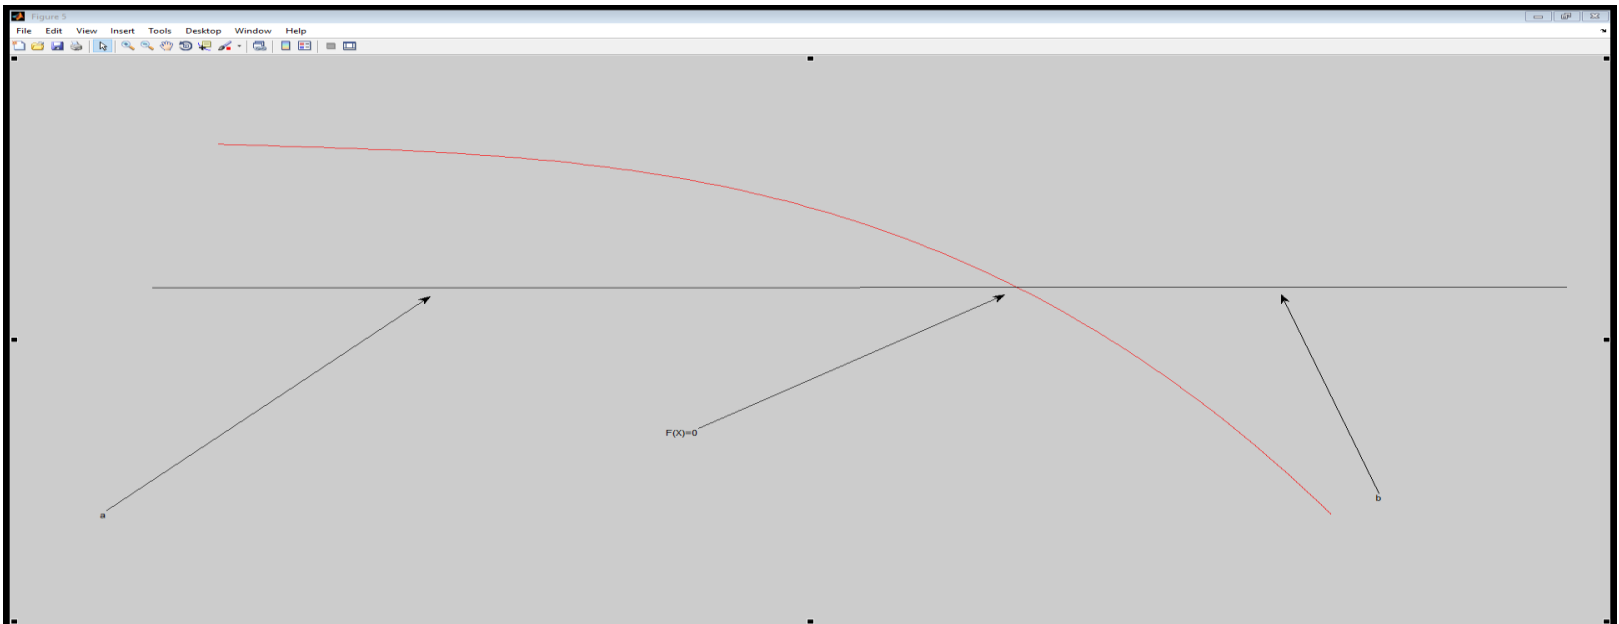 Figure 5
File Edit View Insert Tools Desktop Window Help
F(X)=0
b
a